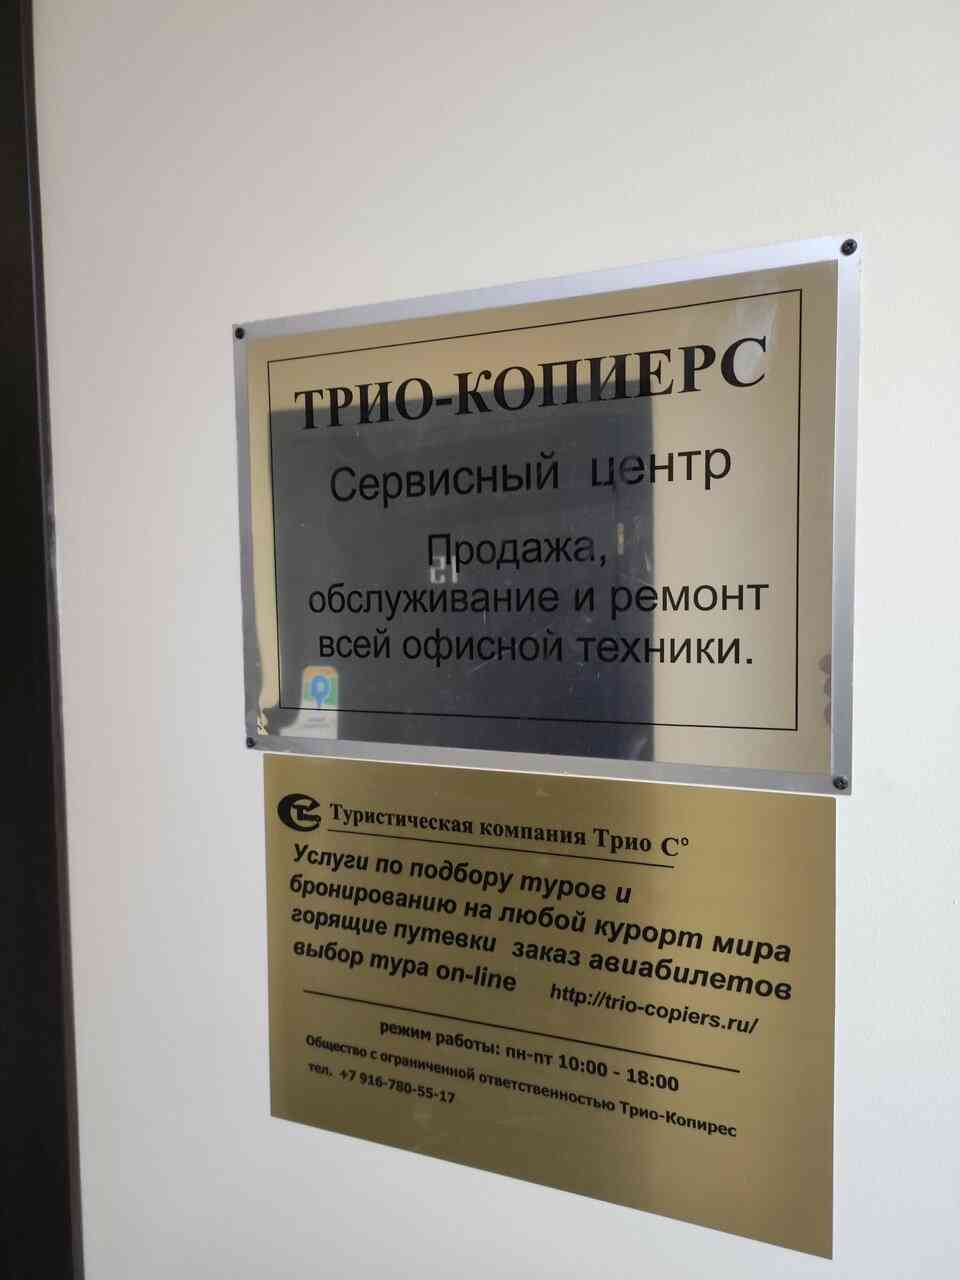 ТРИО-КОПИЕРС
Сервисный центр
Продажа,
обслуживание и ремонт
всей офисной техники.
Туристическая компания Трио С°
Услуги по подбору туров и
бронированию на любой курорт мира
горящие путевки заказ авиабилетов
выбор тура on-line http://trio-copiers.ru/
режим работы: пн-пт 10:00 - 18:00
Общество с ограниченной ответственностью Трио-Копирес
тел. +7 916-780-55-17